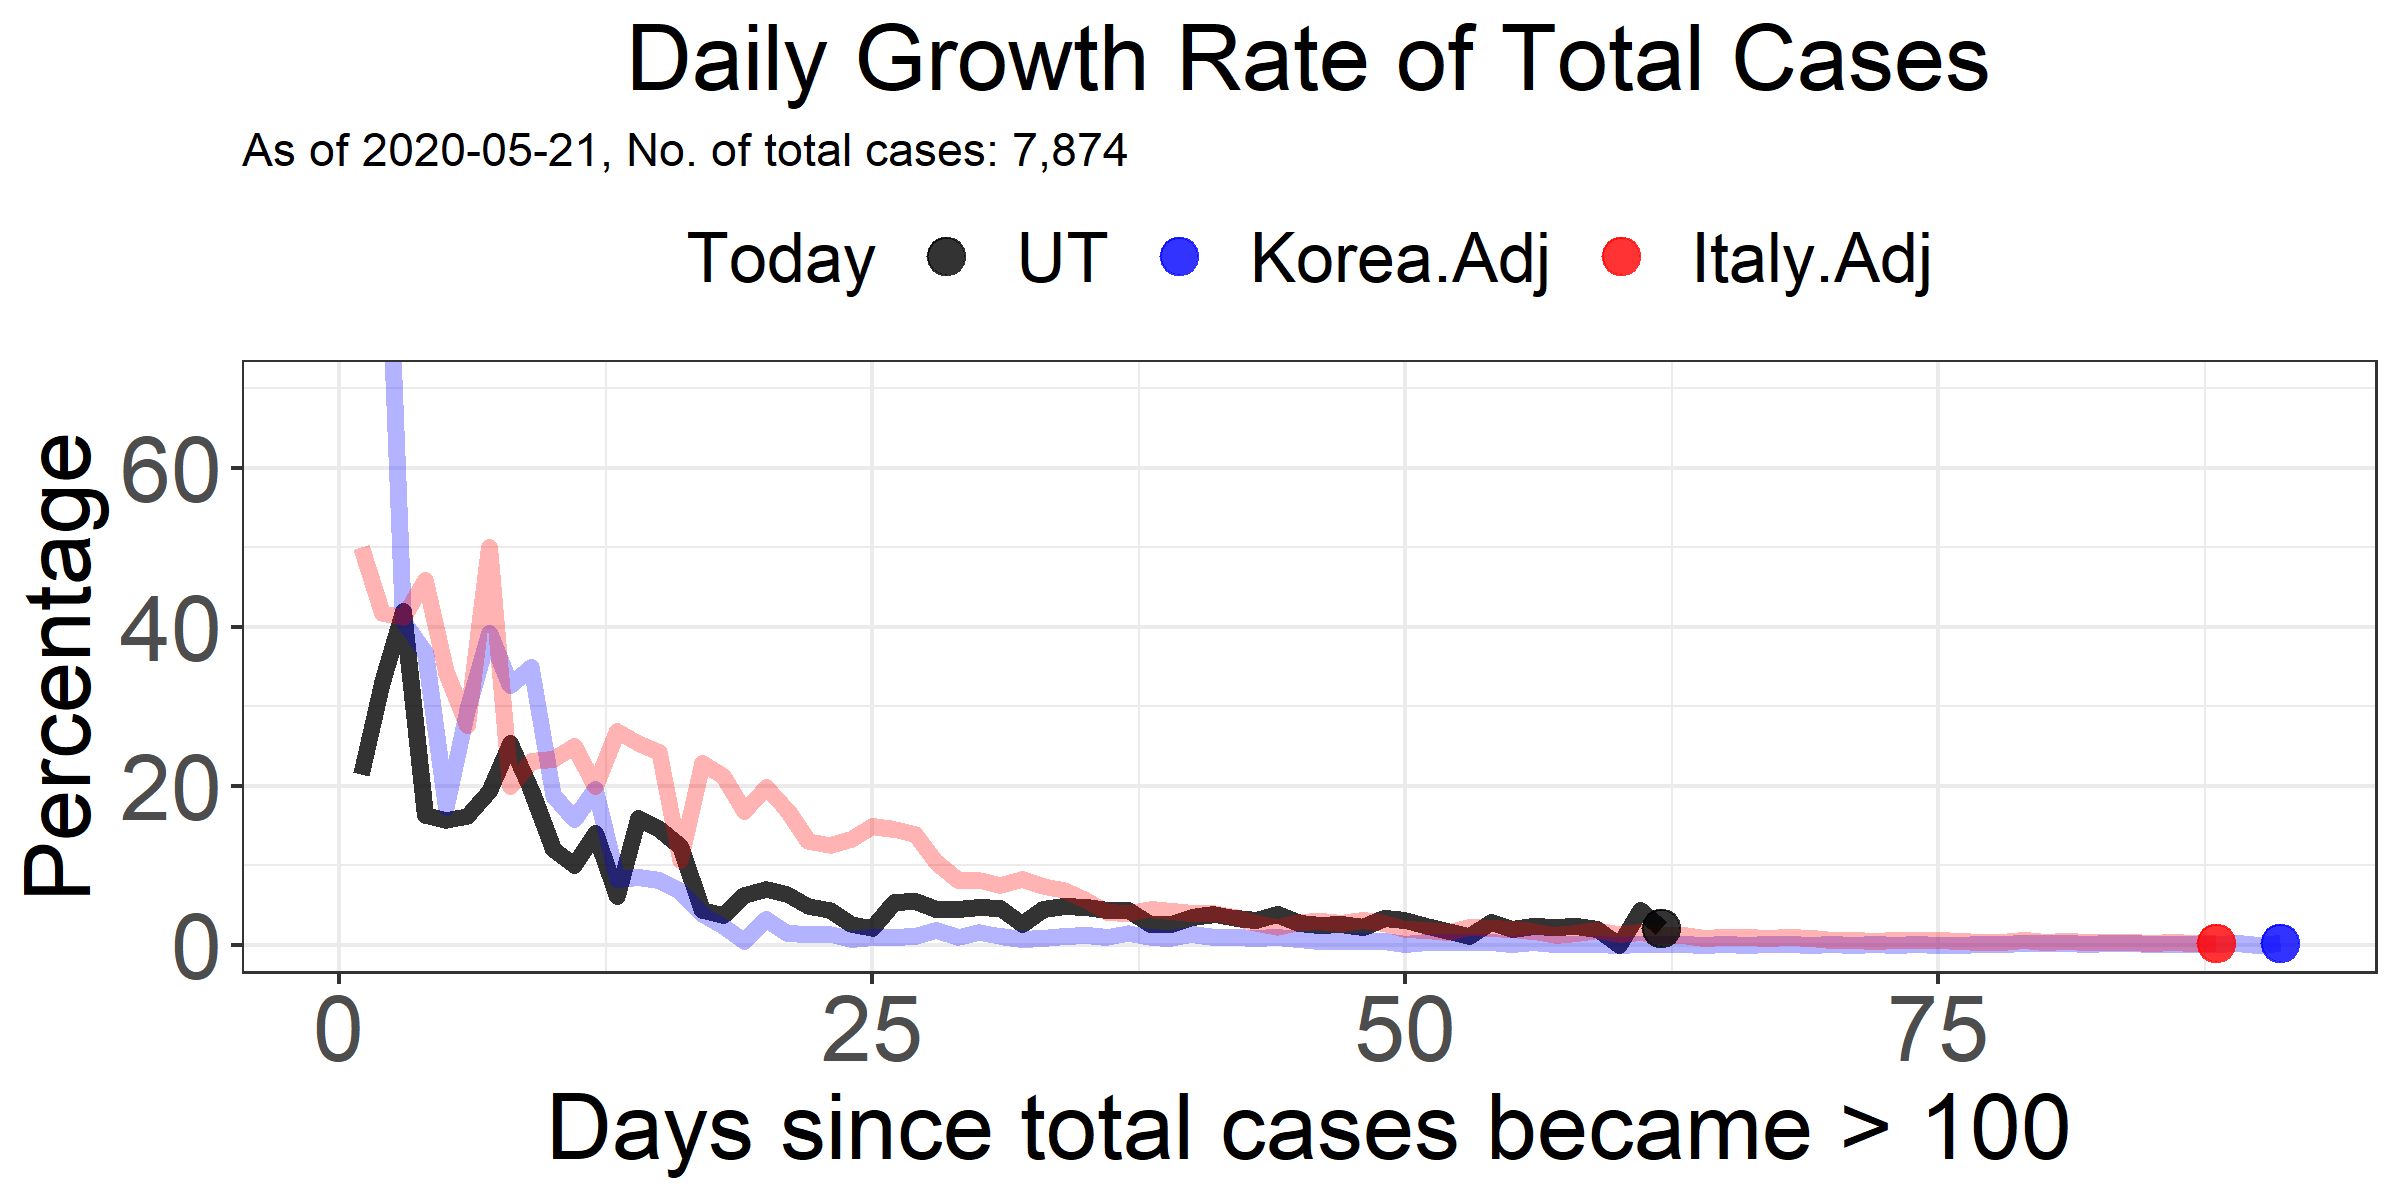 Daily Growth Rate of Total Cases
As of 2020-05-21, No. of total cases: 7,874
Today UT Korea.Adj Italy.Adj
Percentage
60
40
20
0
0 25 50 75
Days since total cases became > 100